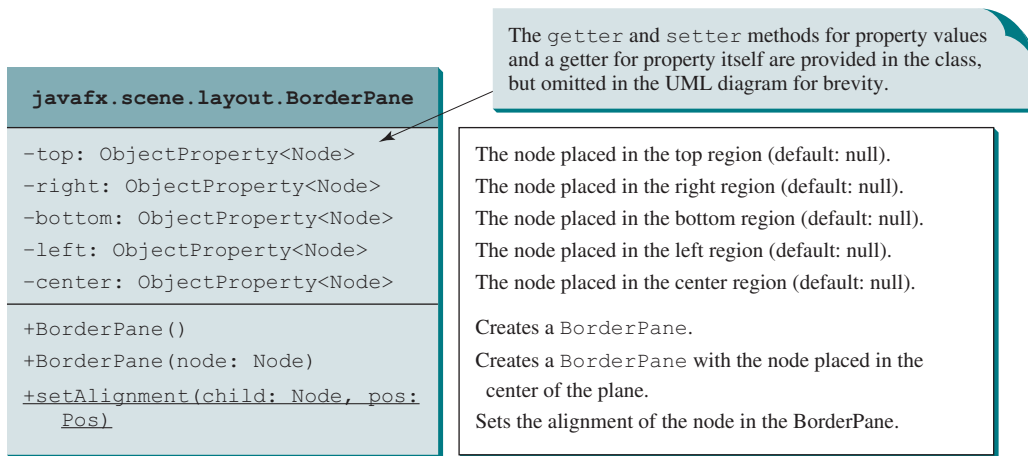 The getter and setter methods for property values
and a getter for property itself are provided in the class,
but omitted in the UML diagram for brevity.
javafx.scene.layout.BorderPane
-top: ObjectProperty<Node>
The node placed in the top region (default: null).
-right: ObjectProperty<Node>
The node placed in the right region (default: null).
-bottom: ObjectProperty<Node>
The node placed in the bottom region (default: null).
-left: ObjectProperty<Node>
The node placed in the left region (default: null).
-center: ObjectProperty<Node>
The node placed in the center region (default: null).
+BorderPane()
Creates a BorderPane.
+BorderPane(node: Node)
Creates a BorderPane with the node placed in the
center of the plane.
+setAlignment(child: Node, pos:
Pos)
Sets the alignment of the node in the BorderPane.